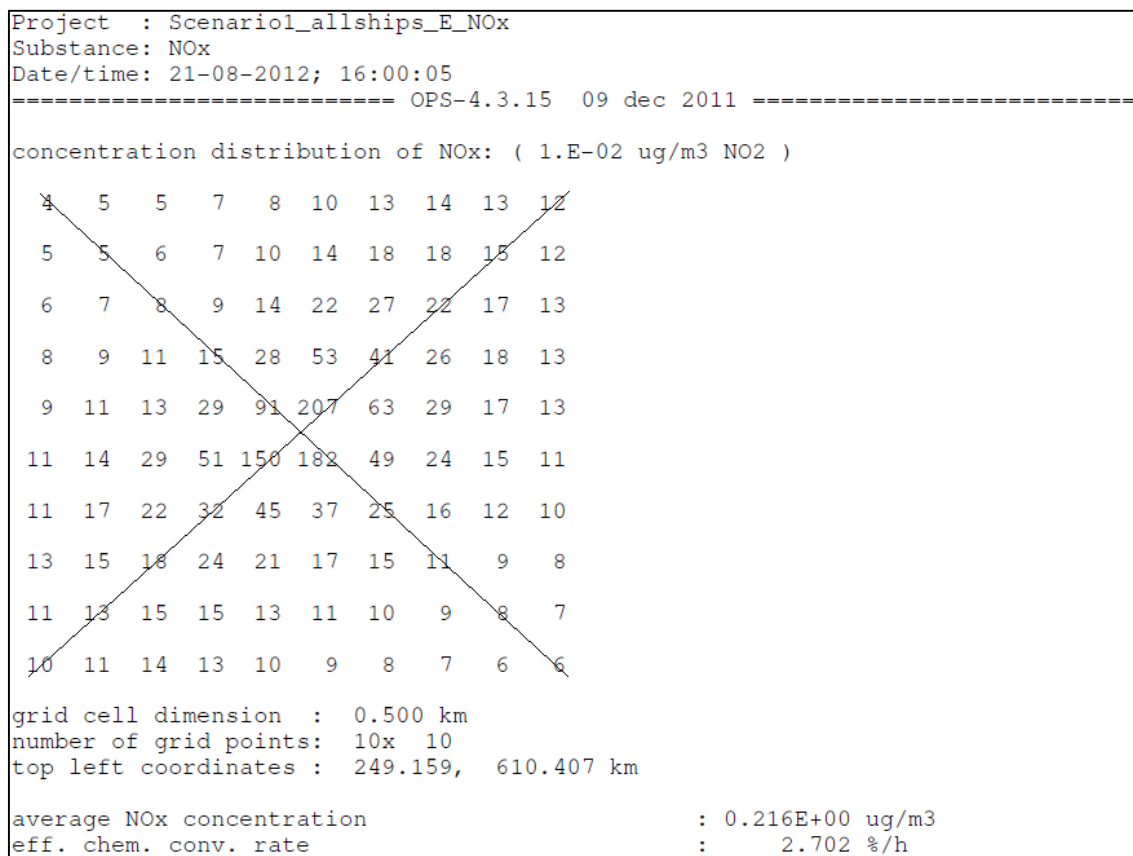 Project  : Scenario1_allships_E_NOx
Substance: NOx
Date/time: 21-08-2012; 16:00:05
=========================== OPS-4.3.15  09 dec 2011 ===========================
concentration distribution of NOx: ( 1.E-02 ug/m3 NO2 )
4 5 5 7 8 10 13 14 13 12
5 5 6 7 10 14 18 18 15 12
6 7 8 9 14 22 27 22 17 13
8 9 11 15 28 53 41 26 18 13
9 11 13 29 91 207 63 29 17 13
11 14 29 51 150 182 49 24 15 11
11 17 22 32 45 37 25 16 12 10
13 15 18 24 21 17 15 11 9 8
11 13 15 15 13 11 10 9 8 7
10 11 14 13 10 9 8 7 6 6
grid cell dimension  :  0.500 km
number of grid points:  10x  10
top left coordinates :  249.159,  610.407 km
average NOx concentration : 0.216E+00 ug/m3
eff. chem. conv. rate : 2.702 %/h